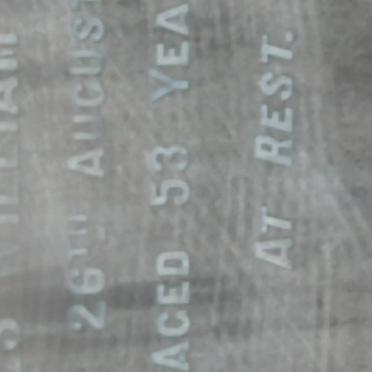 26TH AUGUST
AGED 53 YEA
AT REST.